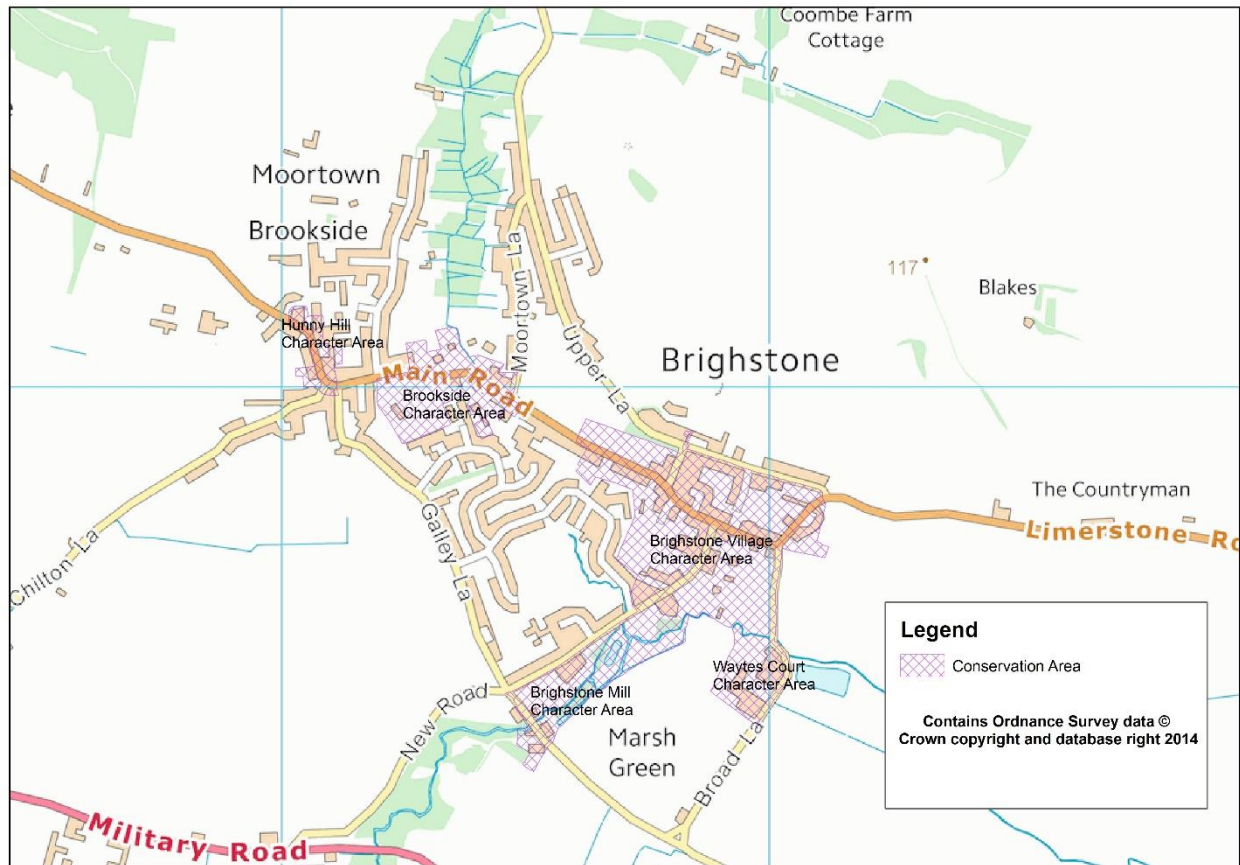 Coombe Farm
Cottage
Moortown
Brookside
117
Blakes
Hunny Hill
Character Area
Moortown La
Upper La
Brighstone
Main Road
Brookside
Character Area
The Countryman
Limerstone Ro
Brighstone Village
Character Area
Chilton La
Galley La
Waytes Court
Character Area
New Road
Brighstone Mill
Character Area
Marsh
Green
Broad La
Military Road
Legend
Conservation Area
Contains Ordnance Survey data ©
Crown copyright and database right 2014